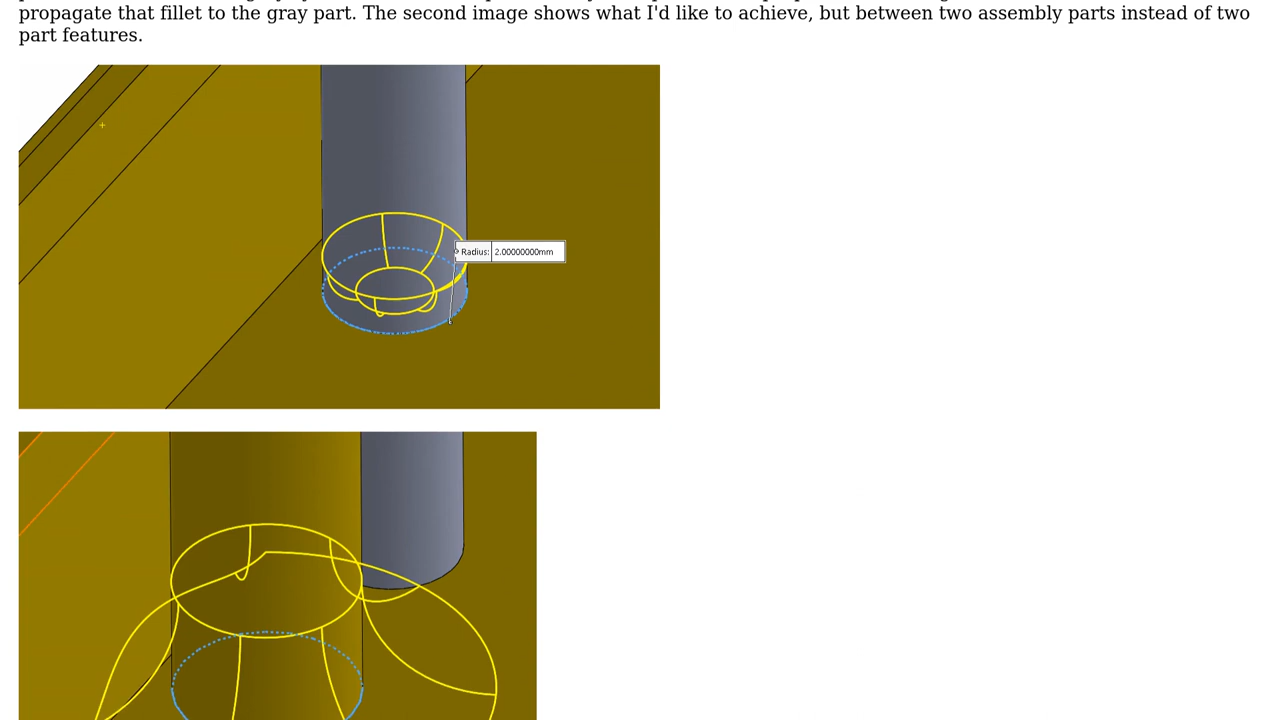 propagate that fillet to the gray part. The second image shows what I'd like to achieve, but between two assembly parts instead of two
part features.
Radius: 2.00000000mm